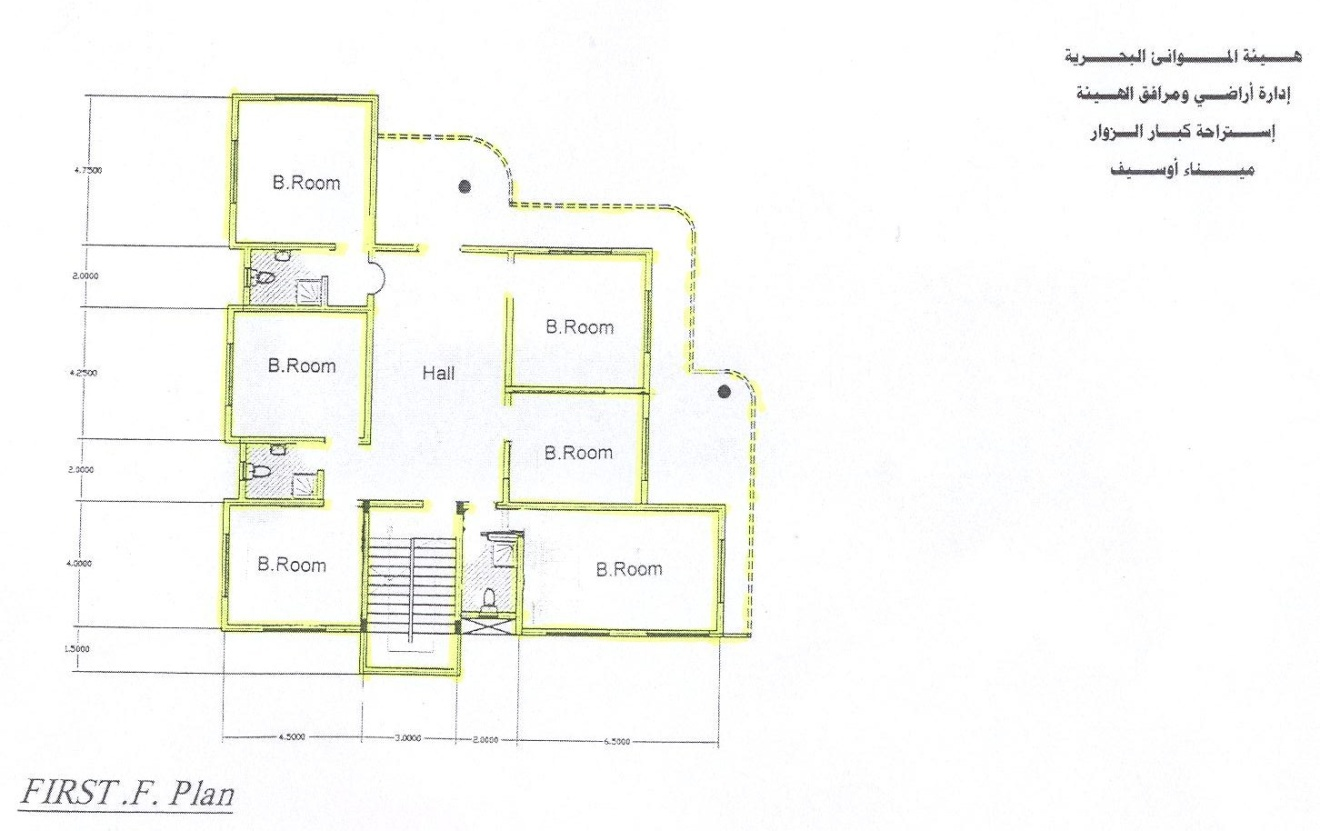 هيئة الموانئ البحرية
إدارة أراضي ومرافق الهيئة
إستراحة كبار الزوار
ميناء أوسيف
B.Room
B.Room
B.Room
Hall
B.Room
B.Room
B.Room
4.7500
2.0000
4.2500
2.0000
4.0000
1.5000
4.5000
3.0000
2.0000
6.5000
FIRST .F. Plan